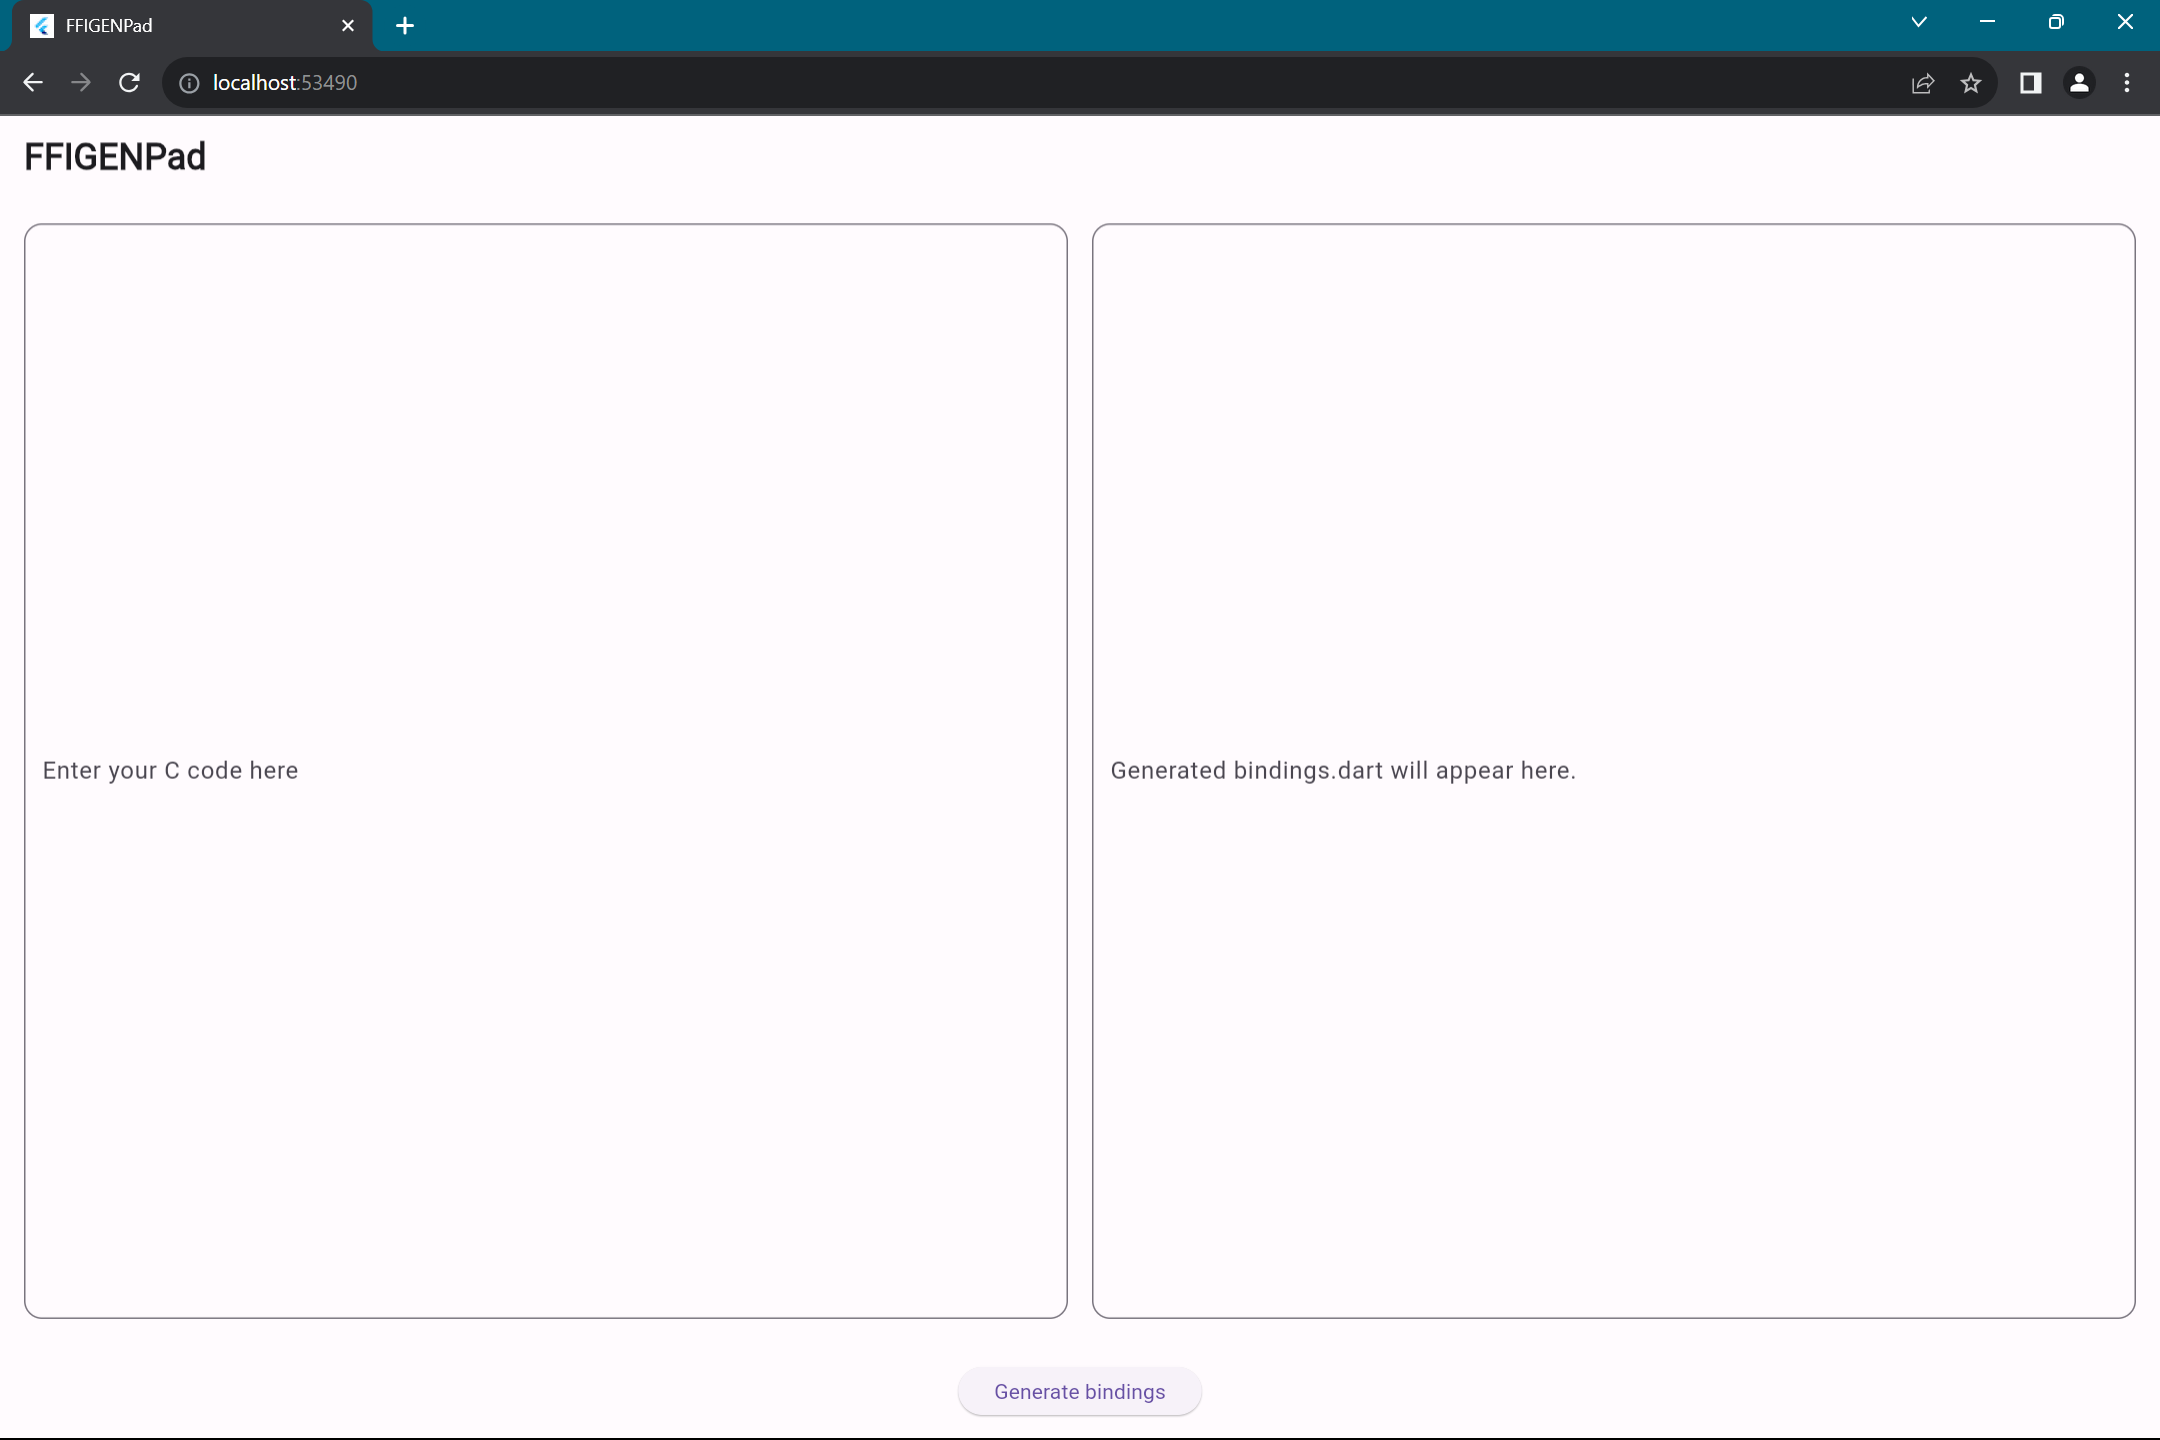 FFIGENPad
localhost:53490
FFIGENPad
Enter your C code here
Generated bindings.dart will appear here.
Generate bindings